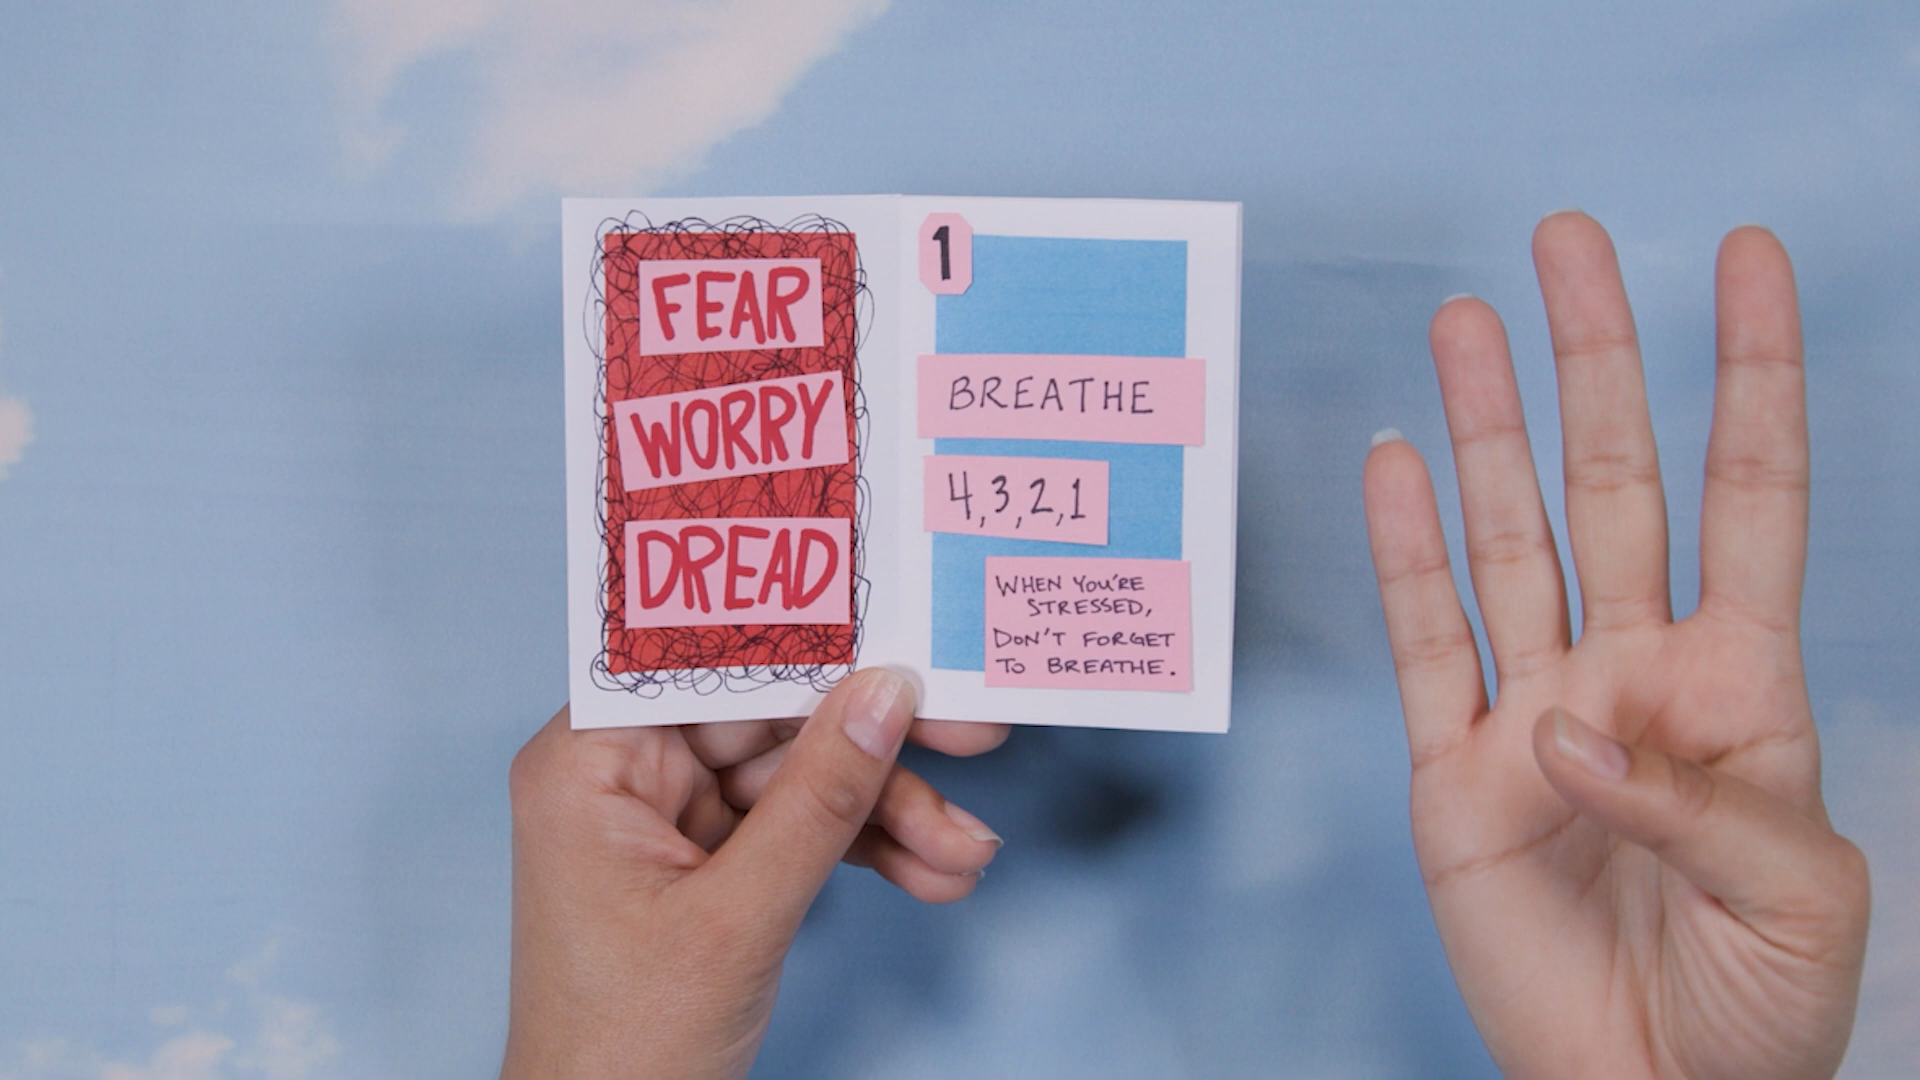 FEAR
WORRY
DREAD
1
BREATHE
4,3,2,1
WHEN YOU'RE
STRESSED,
DON'T FORGET
TO BREATHE.